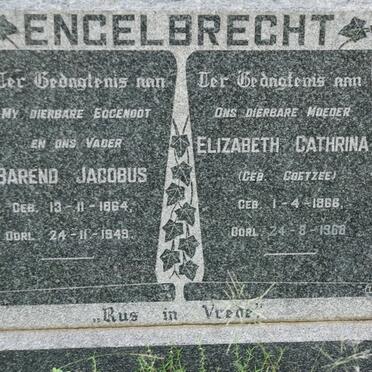 ENGELBRECHT
Ter Gedagtenis aan
My dierbare Eggenoot
en ons Vader
Barend Jacobus
Geb. 13-11-1864,
Oorl. 24-11-1949.
Ter Gedagtenis aan
Ons dierbare Moeder
Elizabeth Cathrina
(geb. Coetzee)
Geb. 1-4-1866,
Oorl. 24-8-1968
„Rus in Vrede"